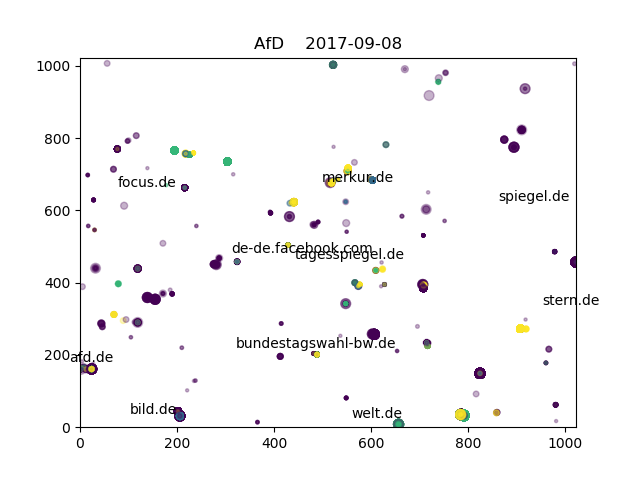 AfD 2017-09-08
1000
800
focus.de
merkur.de
spiegel.de
600
de-de.facebook.com
tagesspiegel.de
400
stern.de
bundestagswahl-bw.de
200
afd.de
bild.de
welt.de
0
0 200 400 600 800 1000